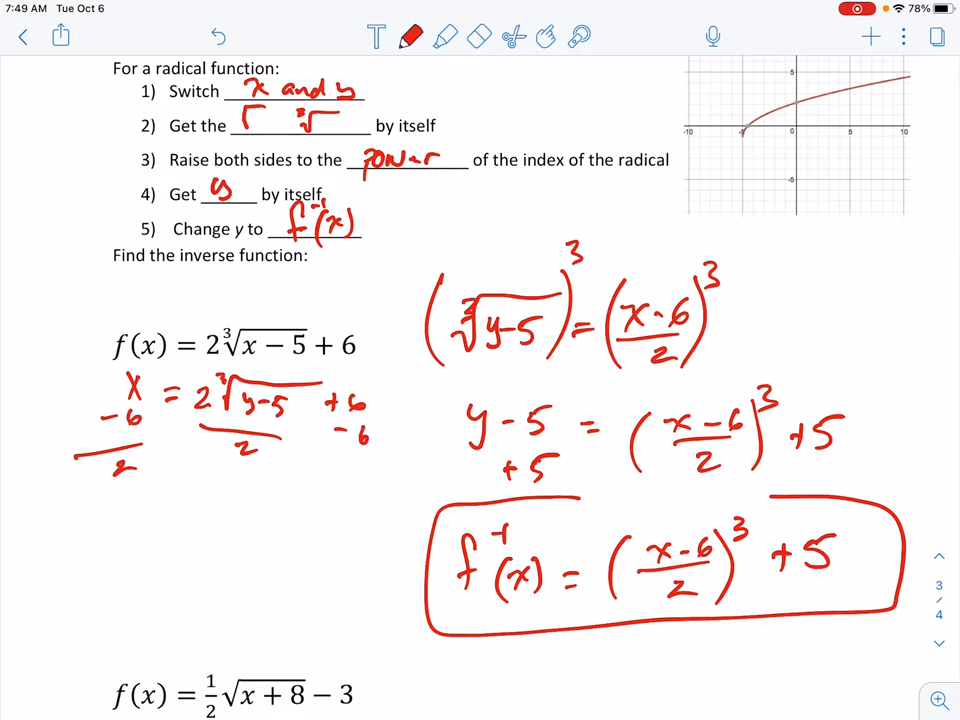 7:49 AM Tue Oct 6 78%
For a radical function:
1) Switch x and y
2) Get the √ ³√ by itself
3) Raise both sides to the power of the index of the radical
4) Get y by itself
5) Change y to f⁻¹(x)
Find the inverse function:
5
-10 -5 0 5 10
-5
f(x) = 2∛(x − 5) + 6
x = 2∛(y-5) + 6
-6 - 6
2 2
(∛(y-5))³ = ((x-6)/2)³
y - 5 = ((x-6)/2)³ + 5
+ 5
f⁻¹(x) = ((x-6)/2)³ + 5
3
/
4
f(x) = ½√(x + 8) − 3